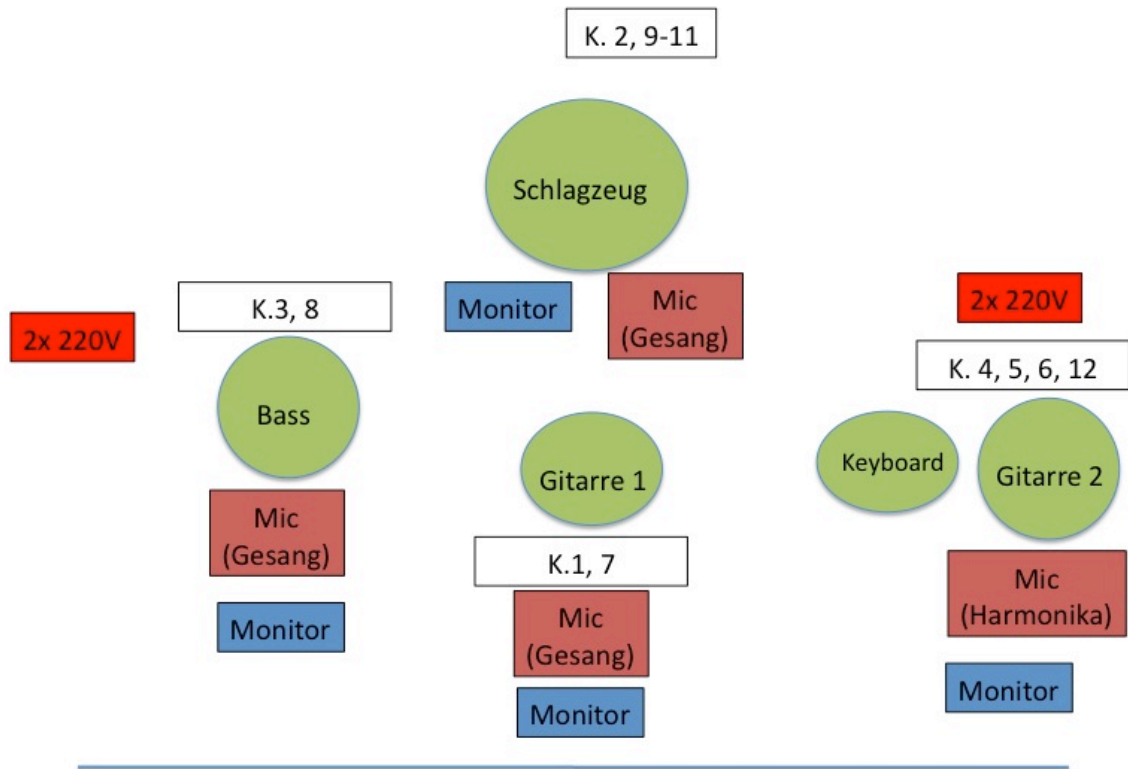 K. 2, 9-11
Schlagzeug
Monitor
Mic
(Gesang)
K.3, 8
2x 220V
2x 220V
K. 4, 5, 6, 12
Bass
Gitarre 1
Keyboard
Gitarre 2
Mic
(Gesang)
K.1, 7
Mic
(Harmonika)
Monitor
Mic
(Gesang)
Monitor
Monitor